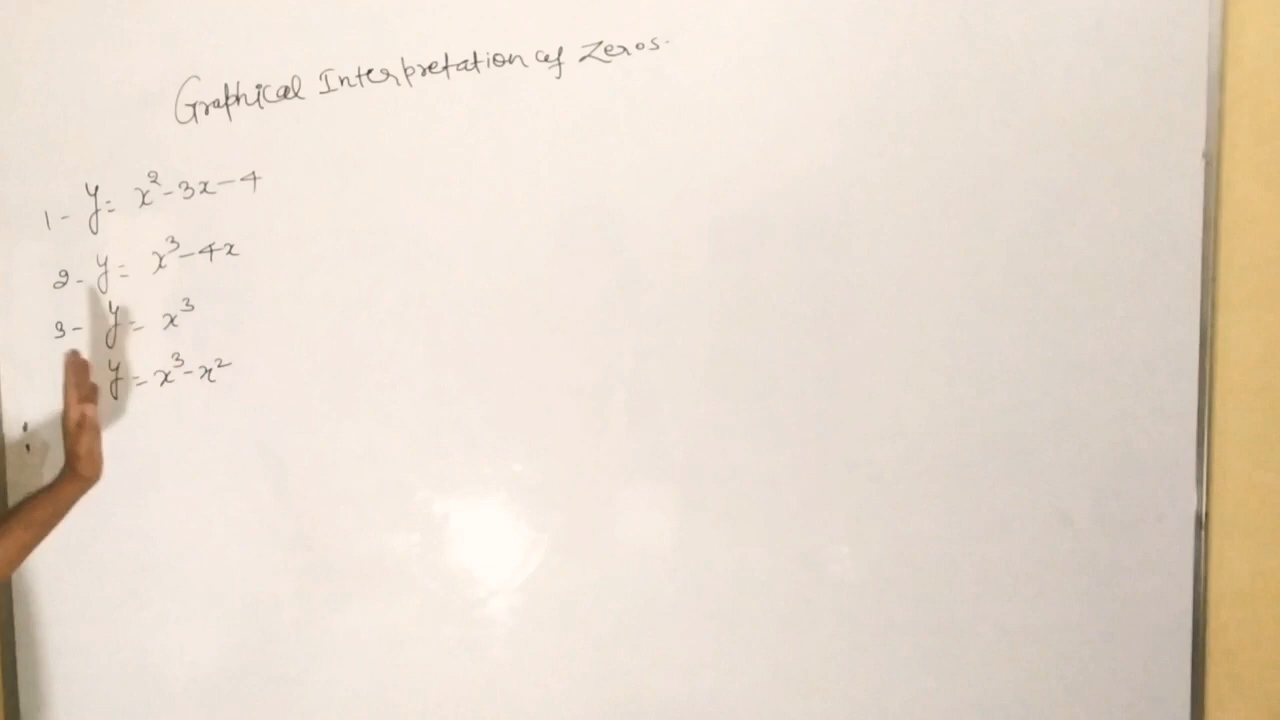 Graphical Interpretation of Zeros.
1- y = x²-3x-4
2- y = x³-4x
3- y = x³
y = x³-x²